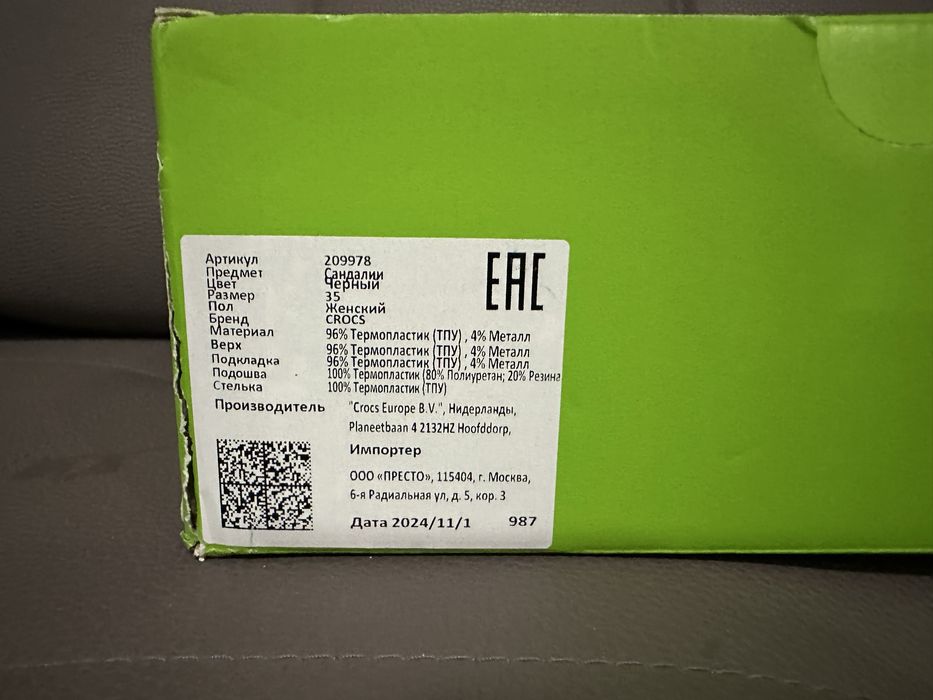 Артикул 209978
Предмет Сандалии
Цвет Черный
Размер 35
Пол Женский
Бренд CROCS
Материал 96% Термопластик (ТПУ) , 4% Металл
Верх 96% Термопластик (ТПУ) , 4% Металл
Подкладка 96% Термопластик (ТПУ) , 4% Металл
Подошва 100% Термопластик (80% Полиуретан; 20% Резина
Стелька 100% Термопластик (ТПУ)
EAC
Производитель "Crocs Europe B.V.", Нидерланды,
Planeetbaan 4 2132HZ Hoofddorp,
Импортер
ООО «ПРЕСТО», 115404, г. Москва,
6-я Радиальная ул, д. 5, кор. 3
Дата 2024/11/1 987